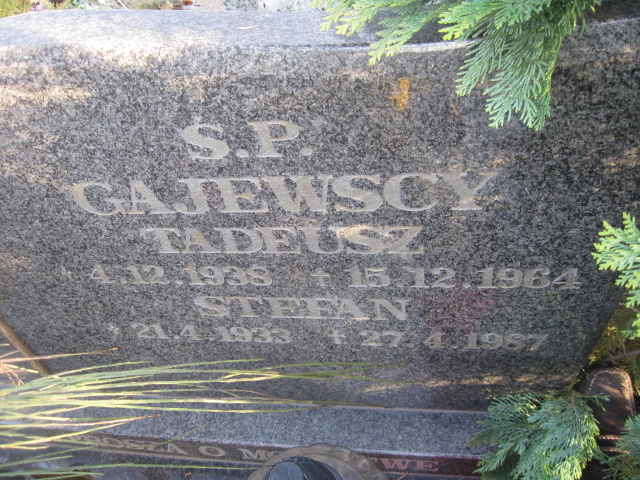 S.P.
GAJEWSCY
TADEUSZ
* 4.12.1938 + 15.12.1964
STEFAN
* 21.4.1933 + 27.4.1987
O